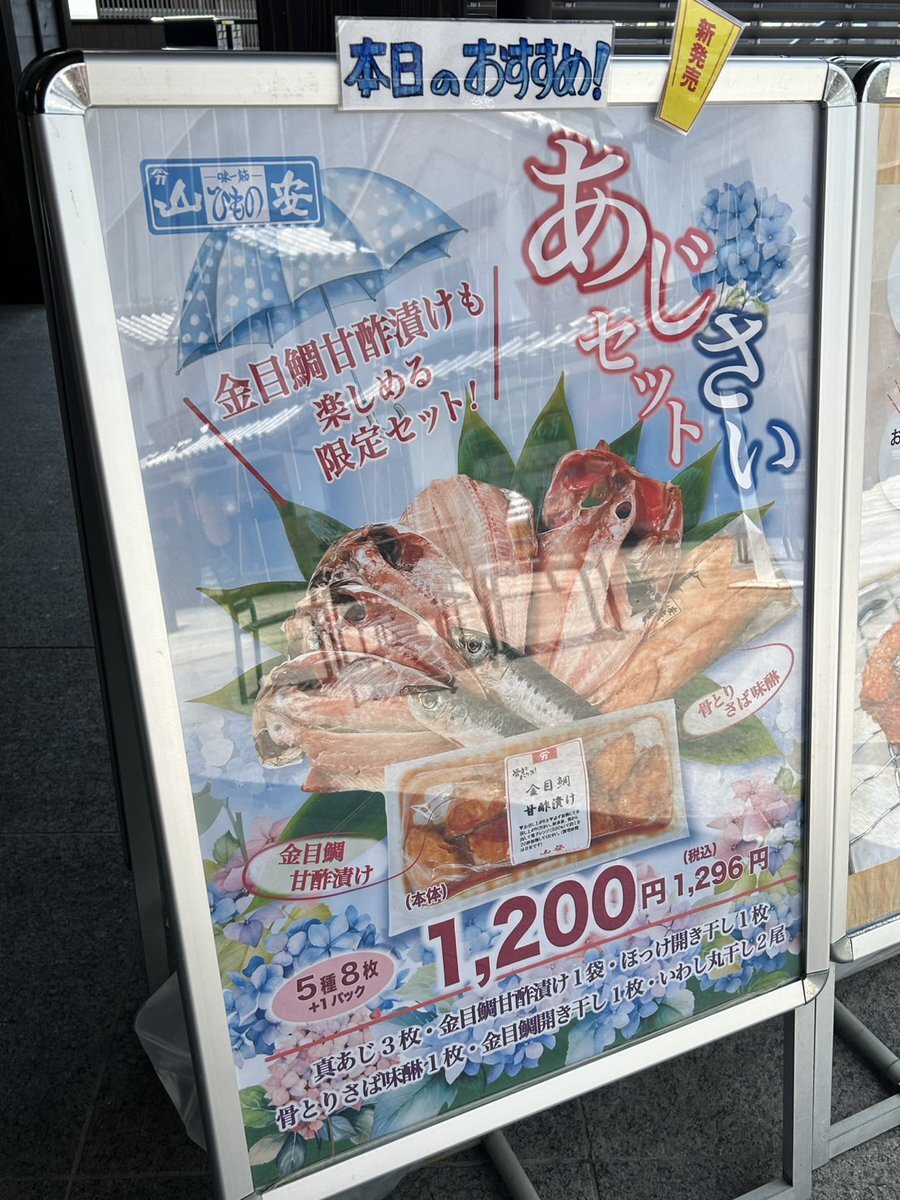 本日のおすすめ!
新発売
山安
味一筋
ひもの
あじさい
セット
金目鯛甘酢漬けも
楽しめる
限定セット!
骨とり
さば味醂
金目鯛
甘酢漬け
山安
金目鯛
甘酢漬け
(本体)
1,200円
(税込)
1,296円
5種8枚
+1パック
真あじ3枚・金目鯛甘酢漬け1袋・ほっけ開き干し1枚
骨とりさば味醂1枚・金目鯛開き干し1枚・いわし丸干し2尾
お